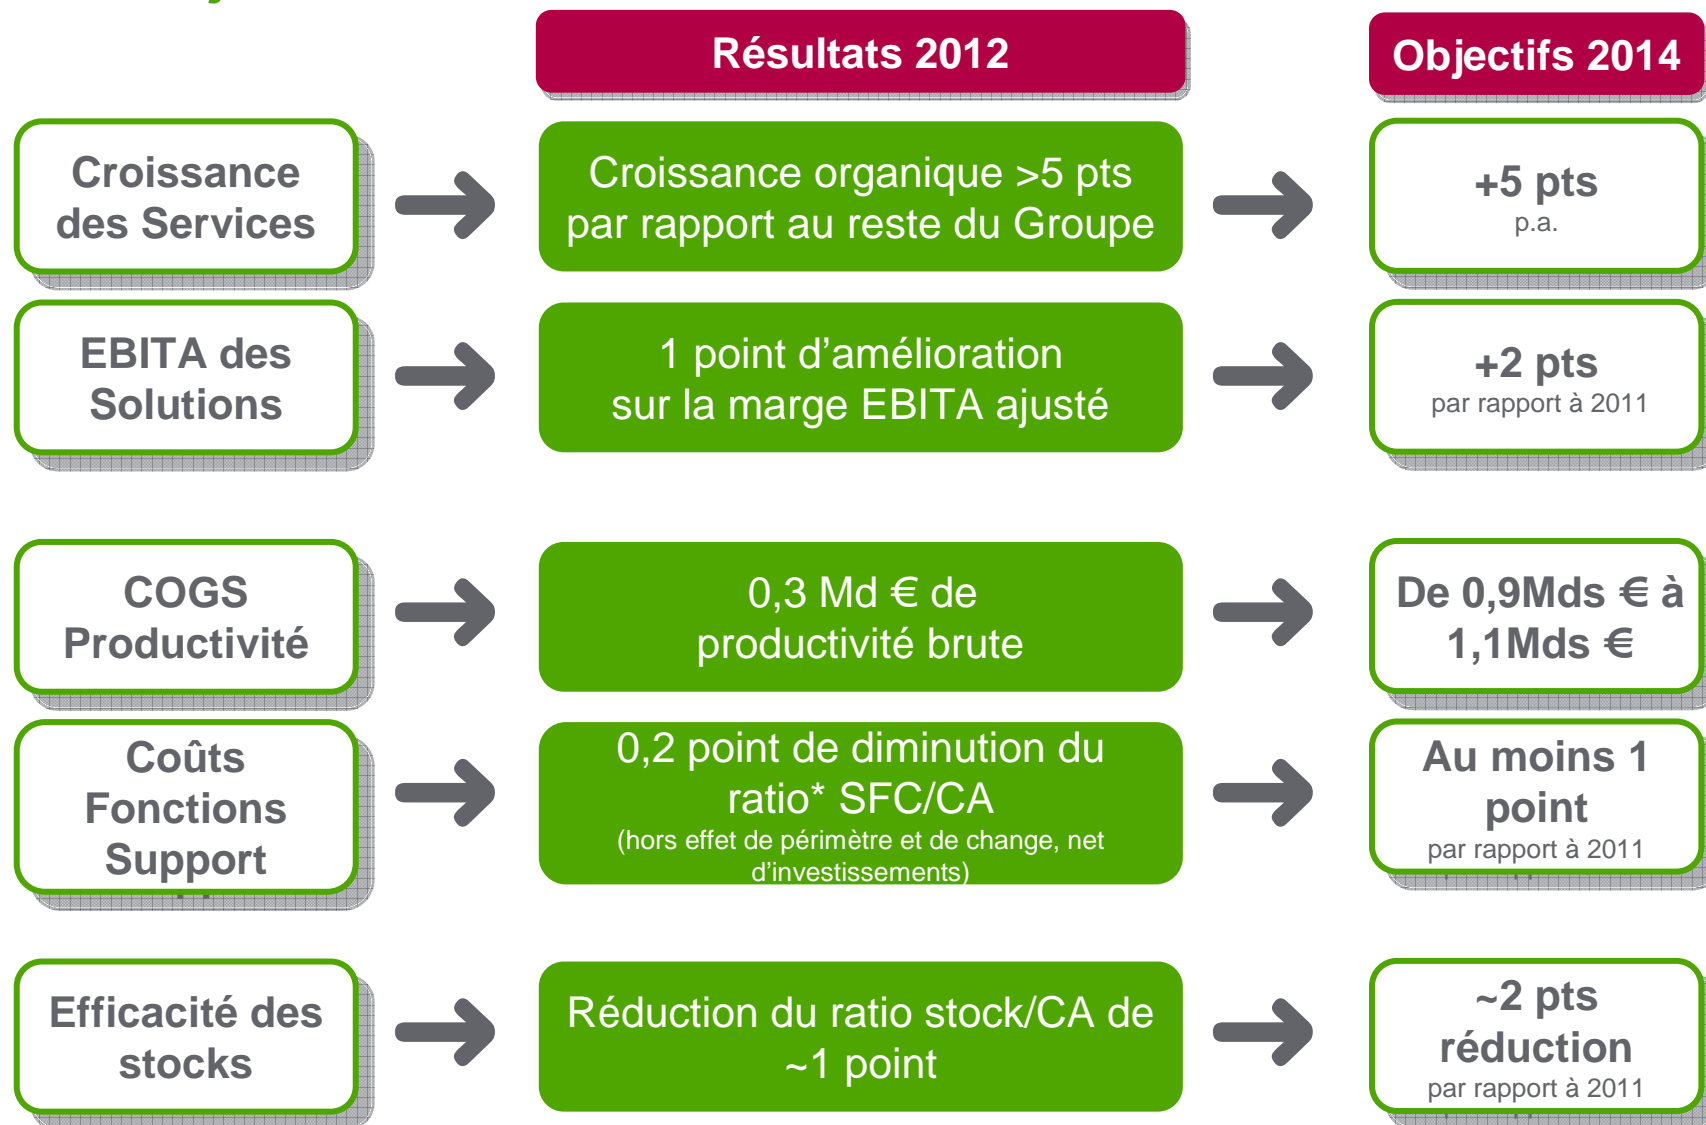 Résultats 2012
Objectifs 2014
Croissance
des Services
Croissance organique >5 pts
par rapport au reste du Groupe
+5 pts
p.a.
EBITA des
Solutions
1 point d’amélioration
sur la marge EBITA ajusté
+2 pts
par rapport à 2011
COGS
Productivité
0,3 Md € de
productivité brute
De 0,9Mds € à
1,1Mds €
Coûts
Fonctions
Support
0,2 point de diminution du
ratio* SFC/CA
(hors effet de périmètre et de change, net
d’investissements)
Au moins 1
point
par rapport à 2011
Efficacité des
stocks
Réduction du ratio stock/CA de
~1 point
~2 pts
réduction
par rapport à 2011